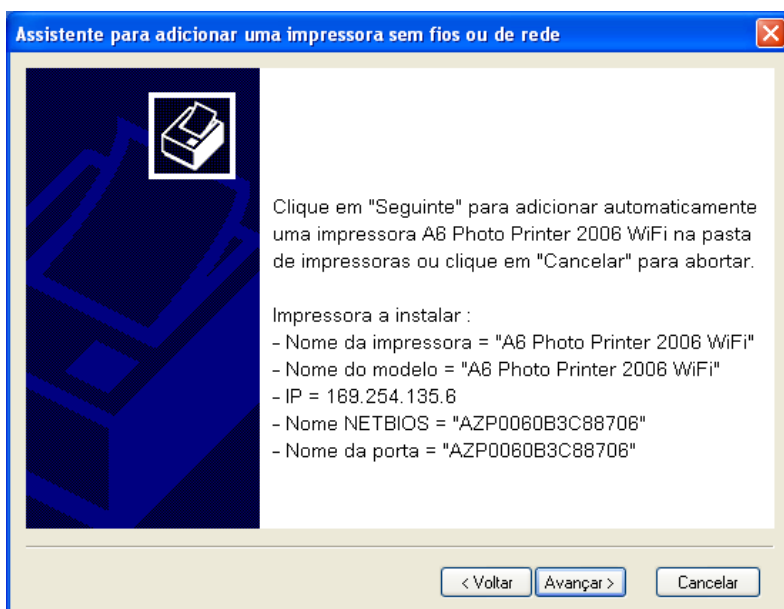 Assistente para adicionar uma impressora sem fios ou de rede
Clique em "Seguinte" para adicionar automaticamente
uma impressora A6 Photo Printer 2006 WiFi na pasta
de impressoras ou clique em "Cancelar" para abortar.
Impressora a instalar :
- Nome da impressora = "A6 Photo Printer 2006 WiFi"
- Nome do modelo = "A6 Photo Printer 2006 WiFi"
- IP = 169.254.135.6
- Nome NETBIOS = "AZP0060B3C88706"
- Nome da porta = "AZP0060B3C88706"
< Voltar Avançar > Cancelar